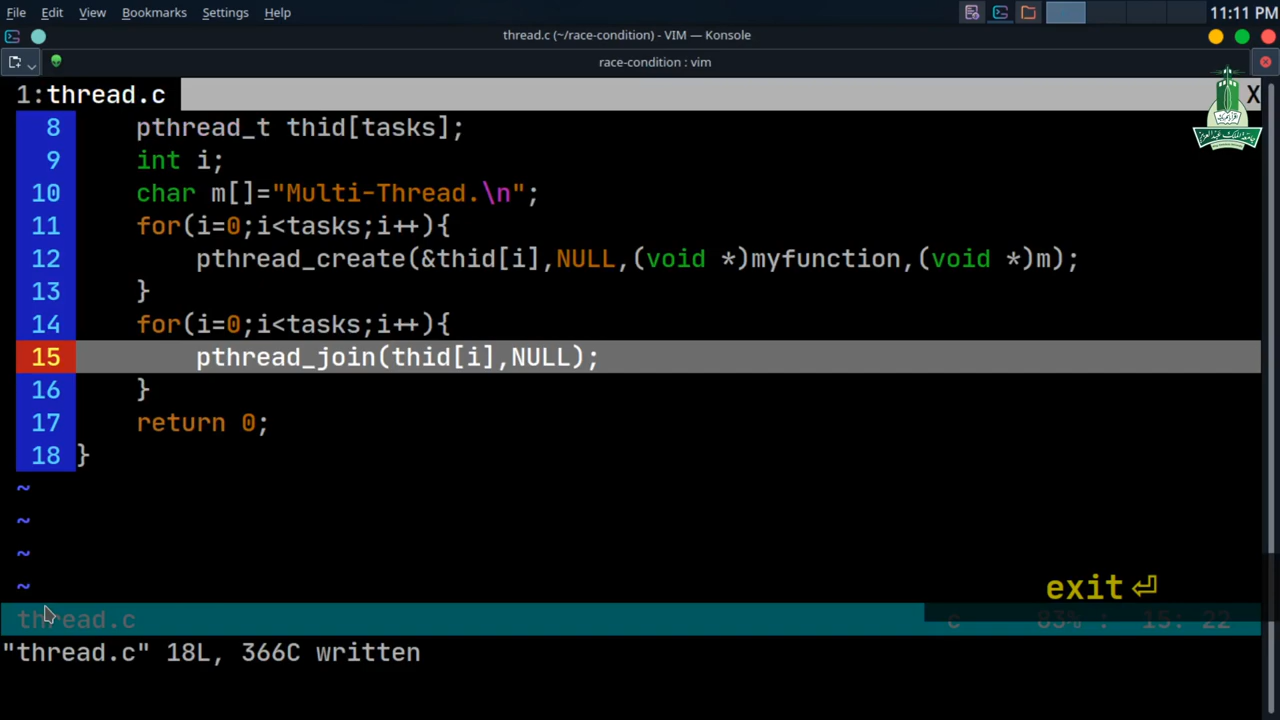 File Edit View Bookmarks Settings Help 11:11 PM
thread.c (~/race-condition) - VIM — Konsole
race-condition : vim
1:thread.c X
8 pthread_t thid[tasks];
9 int i;
10 char m[]="Multi-Thread.\n";
11 for(i=0;i<tasks;i++){
12 pthread_create(&thid[i],NULL,(void *)myfunction,(void *)m);
13 }
14 for(i=0;i<tasks;i++){
15 pthread_join(thid[i],NULL);
16 }
17 return 0;
18 }
~
~
~
~
exit⏎
thread.c c 83% : 15: 22
"thread.c" 18L, 366C written